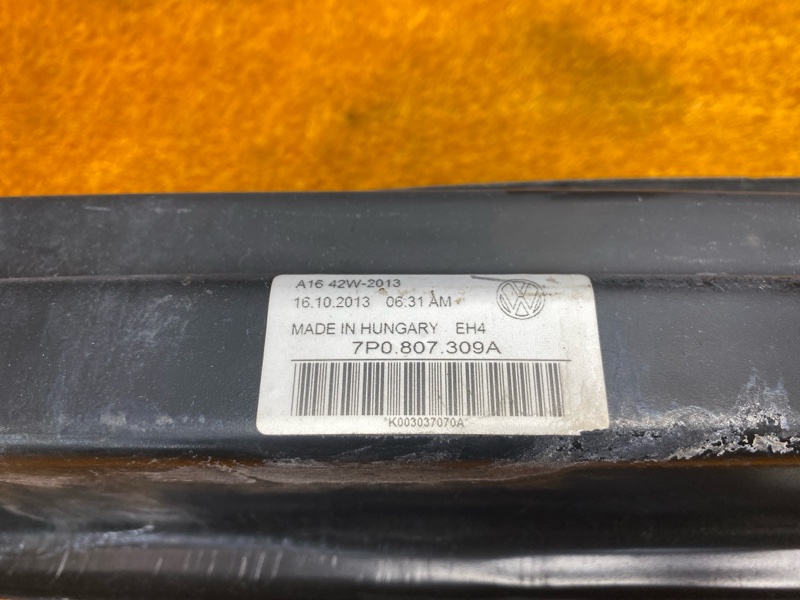 A16 42W-2013
16.10.2013 06:31 AM
MADE IN HUNGARY EH4
7P0.807.309A
*K003037070A*